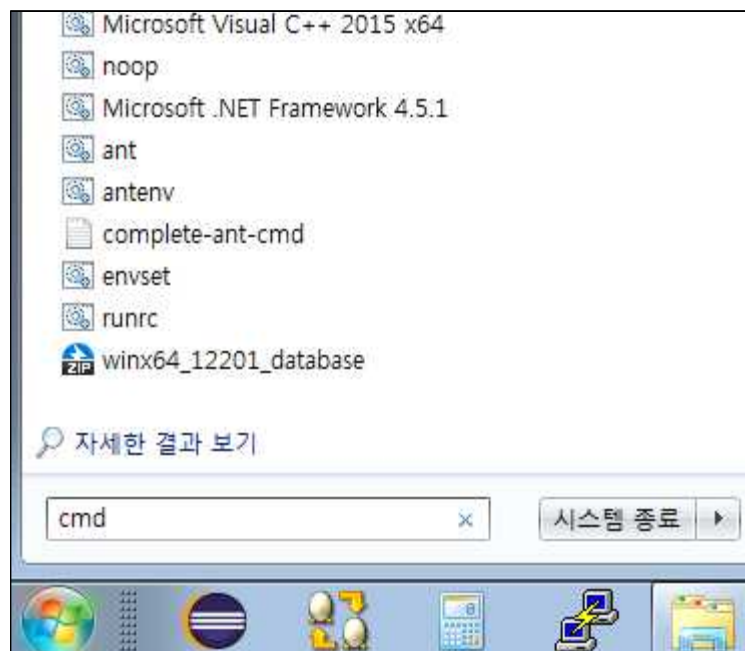 Microsoft Visual C++ 2015 x64
noop
Microsoft .NET Framework 4.5.1
ant
antenv
complete-ant-cmd
envset
runrc
winx64_12201_database
자세한 결과 보기
cmd
시스템 종료
ZIP